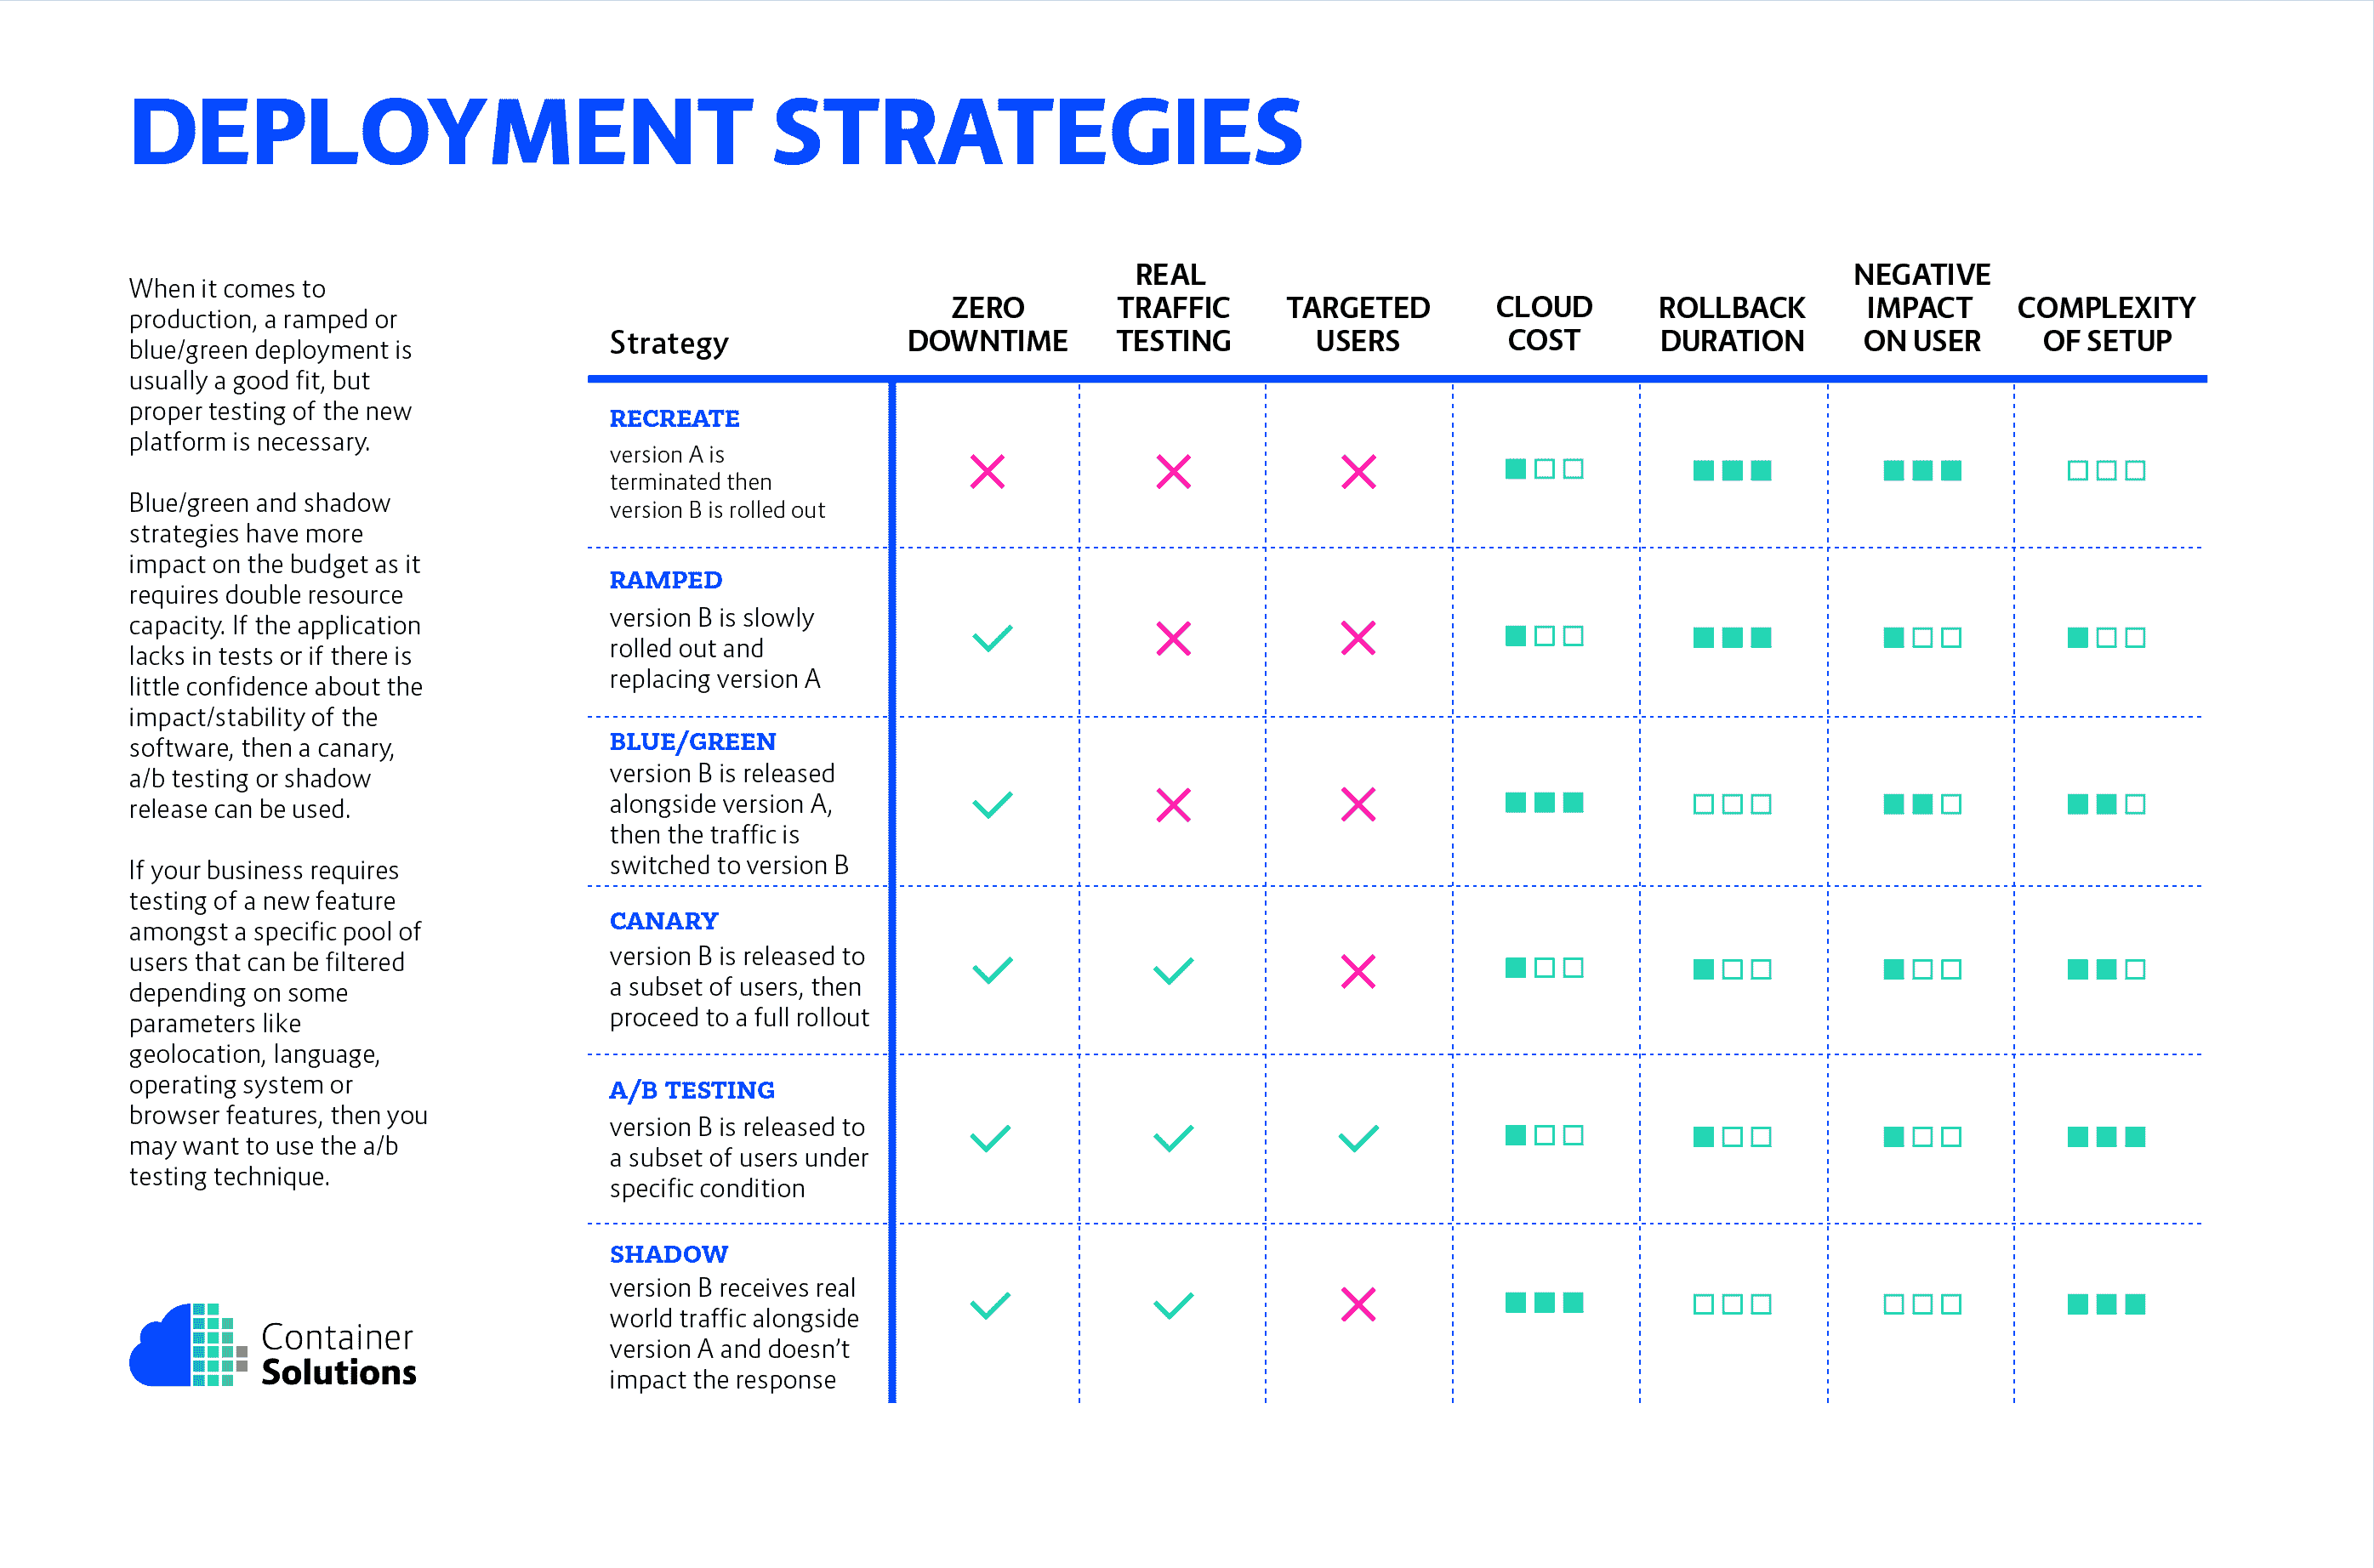 DEPLOYMENT STRATEGIES
When it comes to
production, a ramped or
blue/green deployment is
usually a good fit, but
proper testing of the new
platform is necessary.
Blue/green and shadow
strategies have more
impact on the budget as it
requires double resource
capacity. If the application
lacks in tests or if there is
little confidence about the
impact/stability of the
software, then a canary,
a/b testing or shadow
release can be used.
If your business requires
testing of a new feature
amongst a specific pool of
users that can be filtered
depending on some
parameters like
geolocation, language,
operating system or
browser features, then you
may want to use the a/b
testing technique.
Container
Solutions
Strategy
ZERO
DOWNTIME
REAL
TRAFFIC
TESTING
TARGETED
USERS
CLOUD
COST
ROLLBACK
DURATION
NEGATIVE
IMPACT
ON USER
COMPLEXITY
OF SETUP
RECREATE
version A is
terminated then
version B is rolled out
RAMPED
version B is slowly
rolled out and
replacing version A
BLUE/GREEN
version B is released
alongside version A,
then the traffic is
switched to version B
CANARY
version B is released to
a subset of users, then
proceed to a full rollout
A/B TESTING
version B is released to
a subset of users under
specific condition
SHADOW
version B receives real
world traffic alongside
version A and doesn’t
impact the response